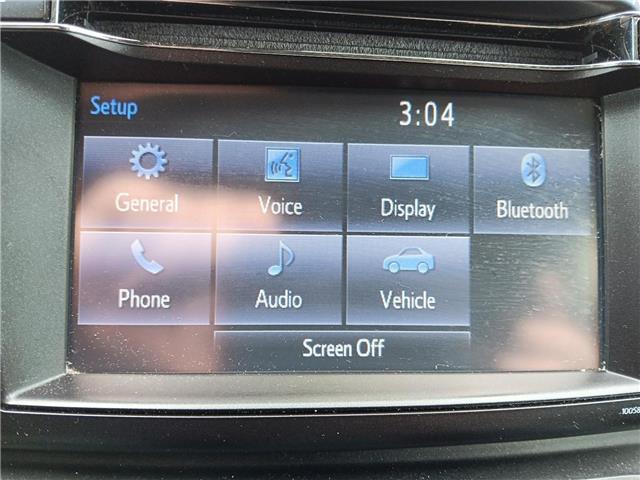 Setup 3:04
General Voice Display Bluetooth
Phone Audio Vehicle
Screen Off